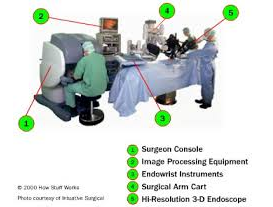 4
2
5
1
3
1 Surgeon Console
2 Image Processing Equipment
3 Endowrist Instruments
4 Surgical Arm Cart
5 Hi-Resolution 3-D Endoscope
© 2000 How Stuff Works
Photo courtesy of Intuitive Surgical